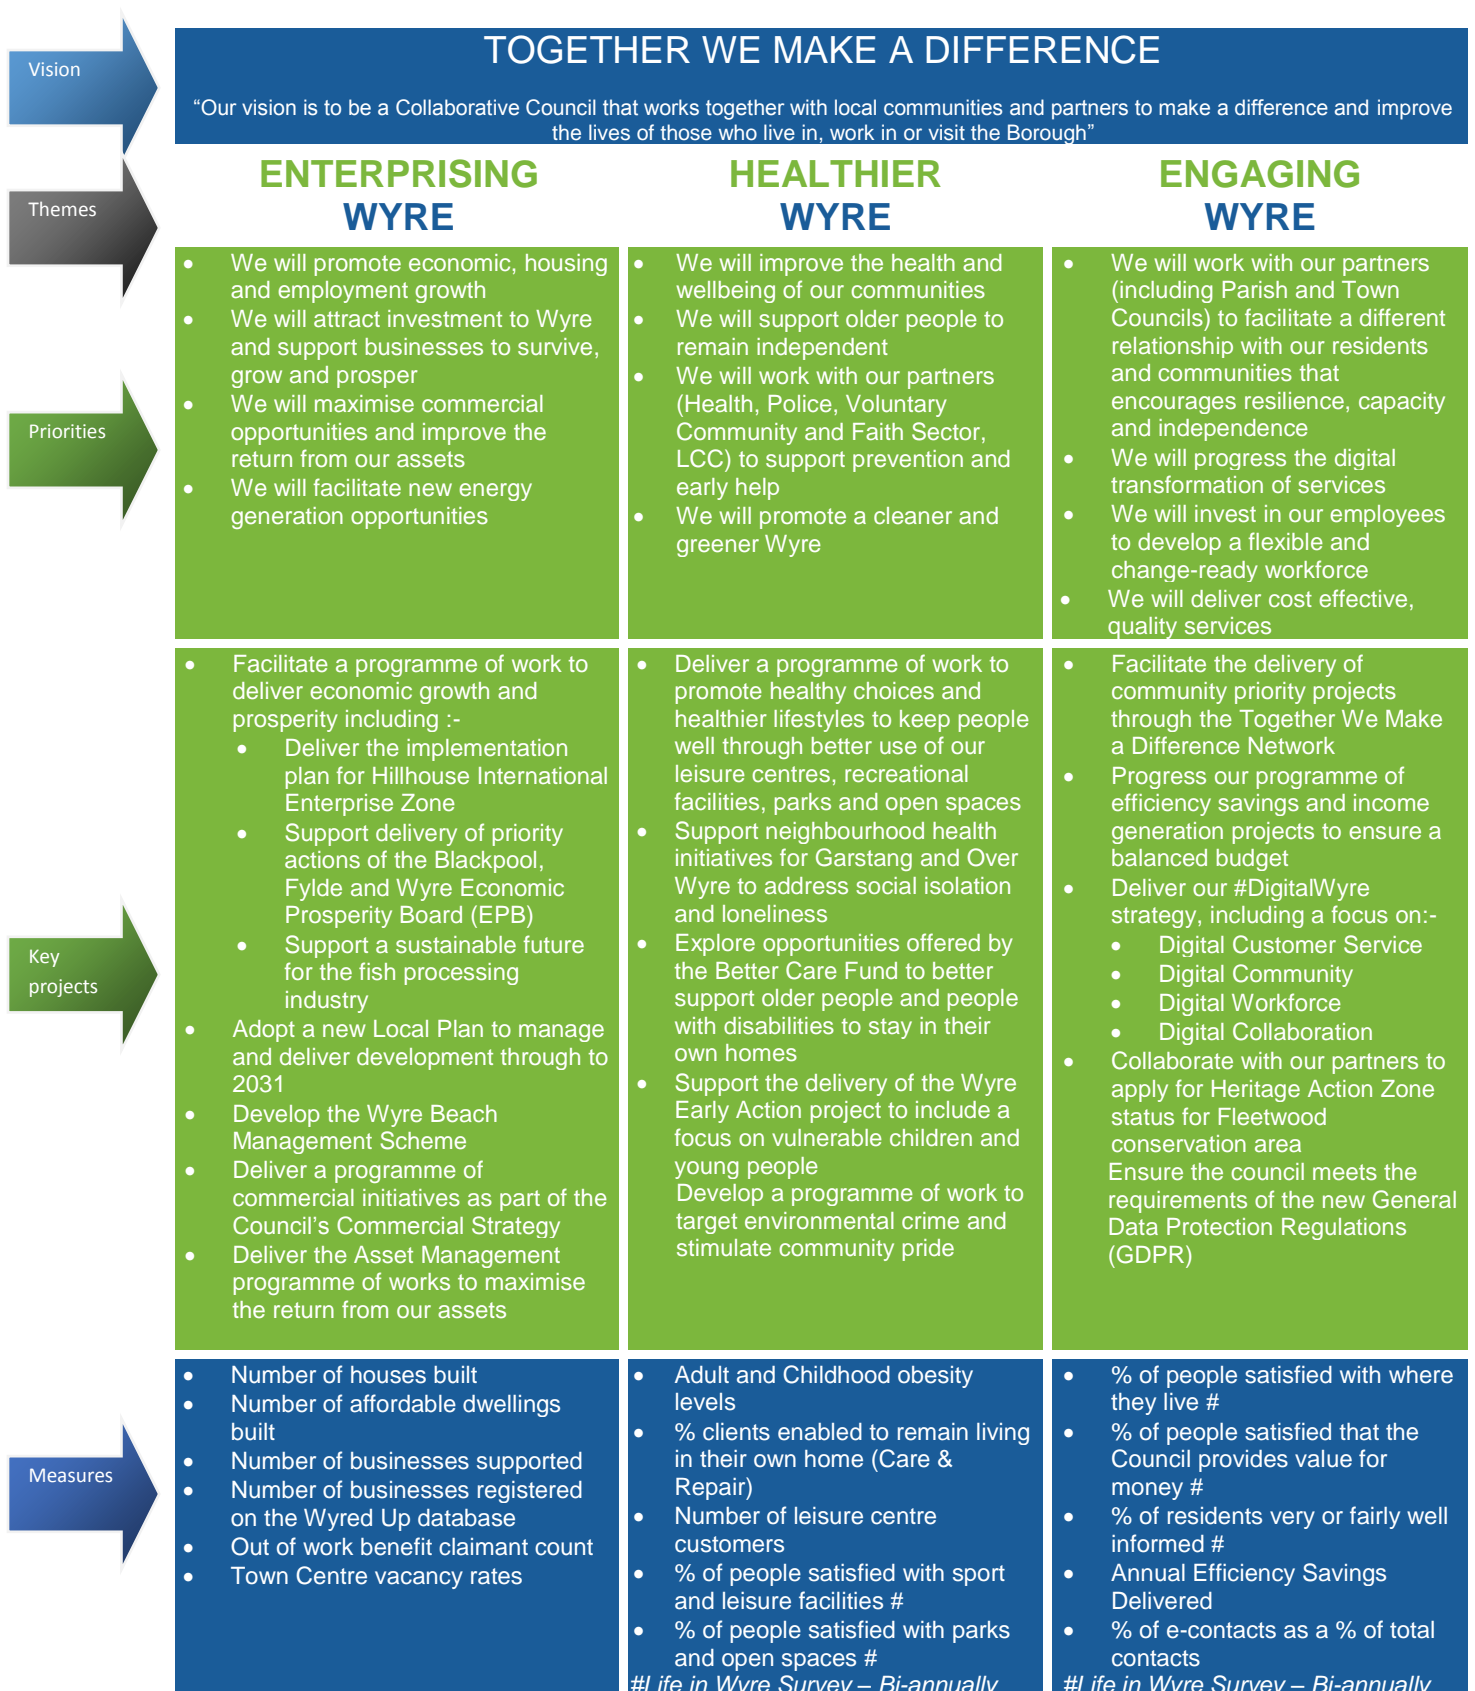 Vision
TOGETHER WE MAKE A DIFFERENCE
“Our vision is to be a Collaborative Council that works together with local communities and partners to make a difference and improve
the lives of those who live in, work in or visit the Borough”
Themes
ENTERPRISING
WYRE
HEALTHIER
WYRE
ENGAGING
WYRE
Priorities
• We will promote economic, housing
and employment growth
• We will attract investment to Wyre
and support businesses to survive,
grow and prosper
• We will maximise commercial
opportunities and improve the
return from our assets
• We will facilitate new energy
generation opportunities
• We will improve the health and
wellbeing of our communities
• We will support older people to
remain independent
• We will work with our partners
(Health, Police, Voluntary
Community and Faith Sector,
LCC) to support prevention and
early help
• We will promote a cleaner and
greener Wyre
• We will work with our partners
(including Parish and Town
Councils) to facilitate a different
relationship with our residents
and communities that
encourages resilience, capacity
and independence
• We will progress the digital
transformation of services
• We will invest in our employees
to develop a flexible and
change-ready workforce
• We will deliver cost effective,
quality services
Key
projects
• Facilitate a programme of work to
deliver economic growth and
prosperity including :-
• Deliver the implementation
plan for Hillhouse International
Enterprise Zone
• Support delivery of priority
actions of the Blackpool,
Fylde and Wyre Economic
Prosperity Board (EPB)
• Support a sustainable future
for the fish processing
industry
• Adopt a new Local Plan to manage
and deliver development through to
2031
• Develop the Wyre Beach
Management Scheme
• Deliver a programme of
commercial initiatives as part of the
Council’s Commercial Strategy
• Deliver the Asset Management
programme of works to maximise
the return from our assets
• Deliver a programme of work to
promote healthy choices and
healthier lifestyles to keep people
well through better use of our
leisure centres, recreational
facilities, parks and open spaces
• Support neighbourhood health
initiatives for Garstang and Over
Wyre to address social isolation
and loneliness
• Explore opportunities offered by
the Better Care Fund to better
support older people and people
with disabilities to stay in their
own homes
• Support the delivery of the Wyre
Early Action project to include a
focus on vulnerable children and
young people
Develop a programme of work to
target environmental crime and
stimulate community pride
• Facilitate the delivery of
community priority projects
through the Together We Make
a Difference Network
• Progress our programme of
efficiency savings and income
generation projects to ensure a
balanced budget
• Deliver our #DigitalWyre
strategy, including a focus on:-
• Digital Customer Service
• Digital Community
• Digital Workforce
• Digital Collaboration
• Collaborate with our partners to
apply for Heritage Action Zone
status for Fleetwood
conservation area
Ensure the council meets the
requirements of the new General
Data Protection Regulations
(GDPR)
Measures
• Number of houses built
• Number of affordable dwellings
built
• Number of businesses supported
• Number of businesses registered
on the Wyred Up database
• Out of work benefit claimant count
• Town Centre vacancy rates
• Adult and Childhood obesity
levels
• % clients enabled to remain living
in their own home (Care &
Repair)
• Number of leisure centre
customers
• % of people satisfied with sport
and leisure facilities #
• % of people satisfied with parks
and open spaces #
#Life in Wyre Survey – Bi-annually
• % of people satisfied with where
they live #
• % of people satisfied that the
Council provides value for
money #
• % of residents very or fairly well
informed #
• Annual Efficiency Savings
Delivered
• % of e-contacts as a % of total
contacts
#Life in Wyre Survey – Bi-annually